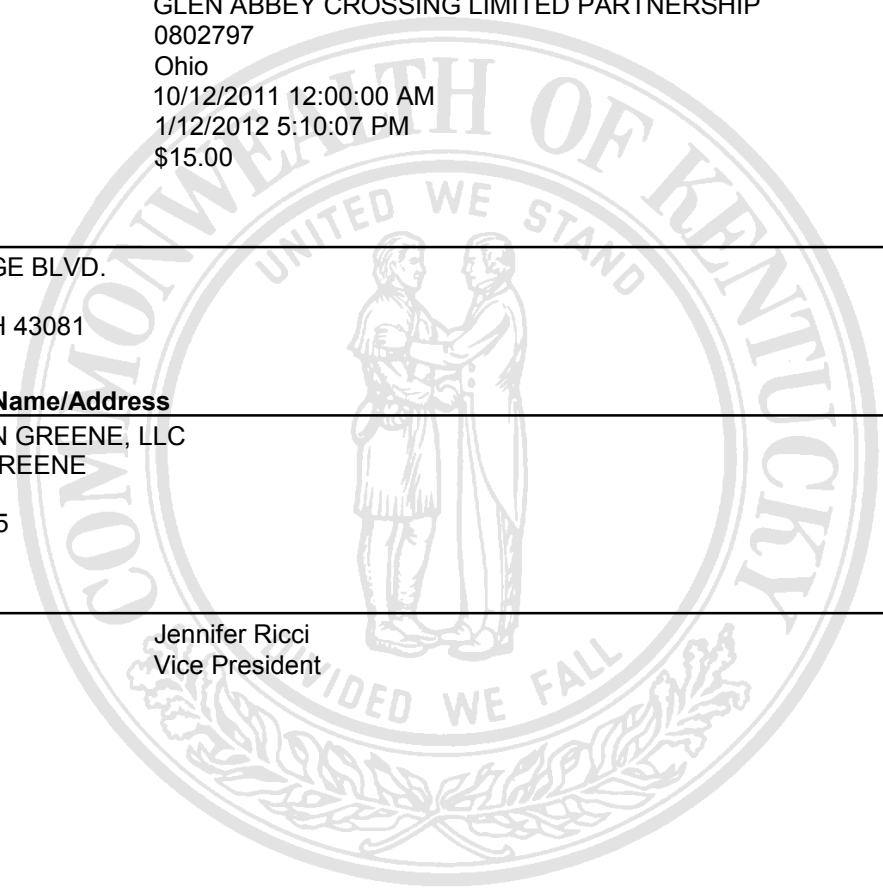 GLEN ABBEY CROSSING LIMITED PARTNERSHIP
0802797
Ohio
10/12/2011 12:00:00 AM
1/12/2012 5:10:07 PM
$15.00
GE BLVD.
H 43081
Name/Address
N GREENE, LLC
REENE
5
Jennifer Ricci
Vice President
COMMONWEALTH OF KENTUCKY
UNITED WE STAND
DIVIDED WE FALL